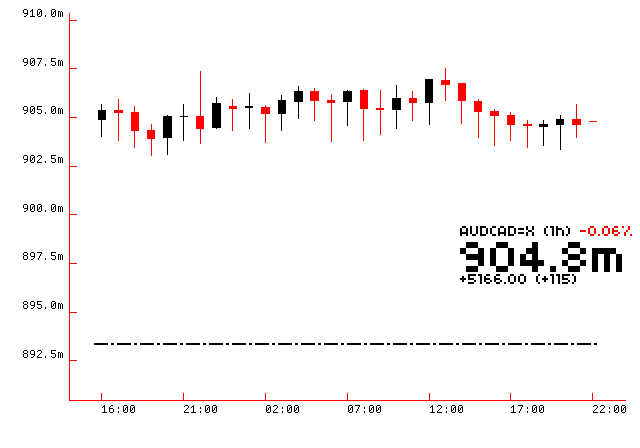 910.0m
907.5m
905.0m
902.5m
900.0m
897.5m
895.0m
892.5m
AUDCAD=X (1h) -0.06%
904.8m
+5166.00 (+115)
16:00 21:00 02:00 07:00 12:00 17:00 22:00